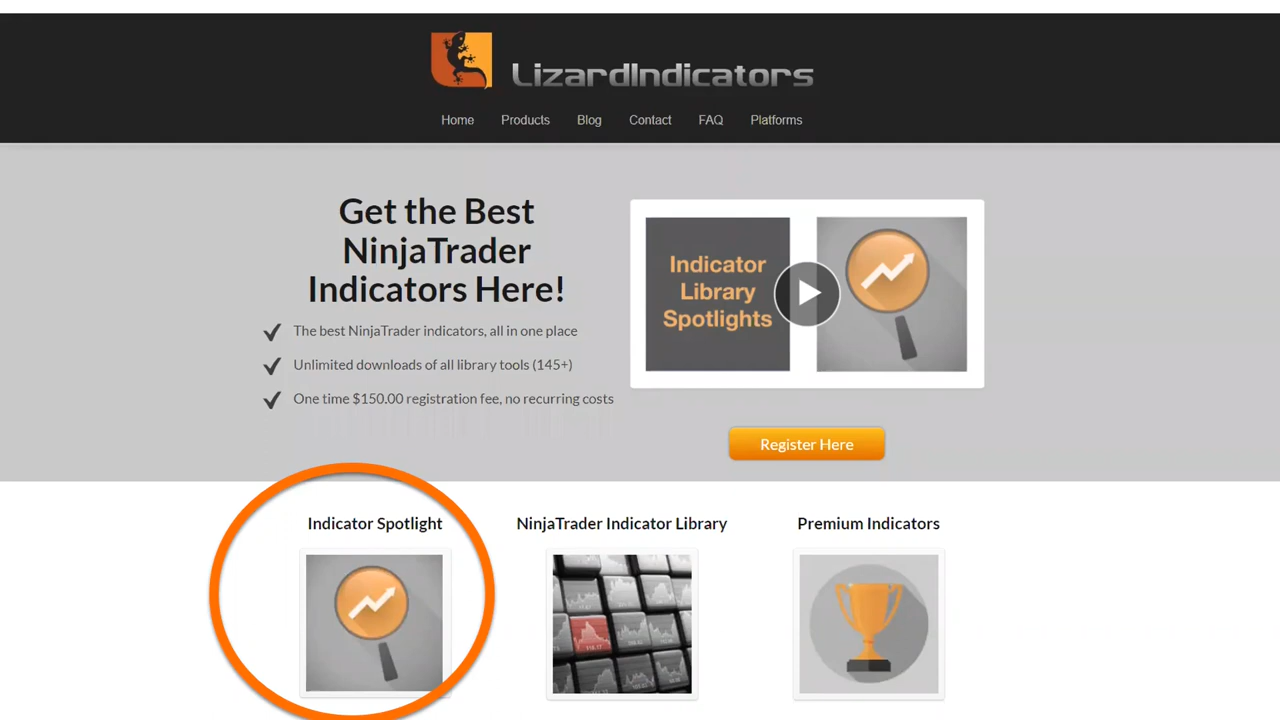 LizardIndicators
Home Products Blog Contact FAQ Platforms
Get the Best
NinjaTrader
Indicators Here!
The best NinjaTrader indicators, all in one place
Unlimited downloads of all library tools (145+)
One time $150.00 registration fee, no recurring costs
Indicator
Library
Spotlights
Register Here
Indicator Spotlight
NinjaTrader Indicator Library
Premium Indicators